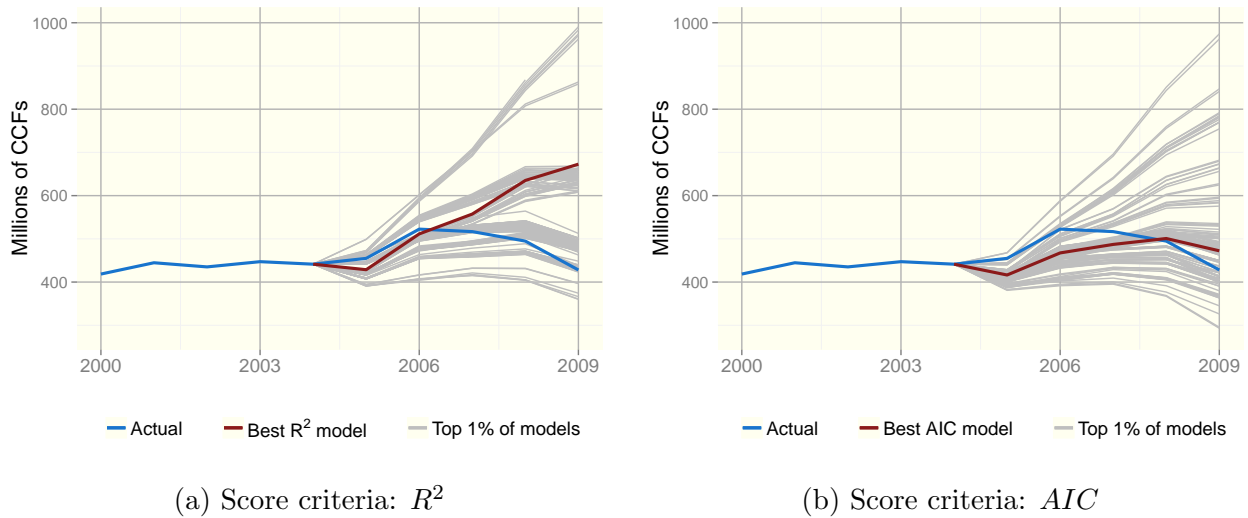 Millions of CCFs
1000
800
600
400
2000 2003 2006 2009
Actual Best R² model Top 1% of models
(a) Score criteria: R²
Millions of CCFs
1000
800
600
400
2000 2003 2006 2009
Actual Best AIC model Top 1% of models
(b) Score criteria: AIC